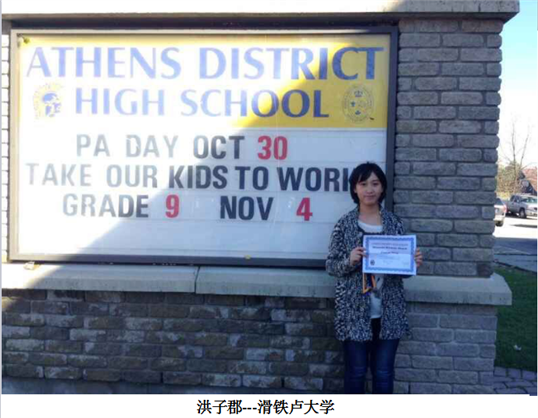 ATHENS DISTRICT
HIGH SCHOOL
PA DAY OCT 30
TAKE OUR KIDS TO WORK
GRADE 9 NOV 4
洪子郡---滑铁卢大学